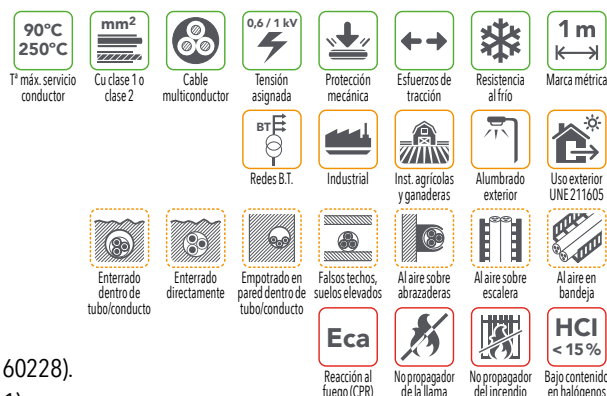 90°C
250°C
mm²
0,6 / 1 kV
1 m
Tª máx. servicio
conductor
Cu clase 1 o
clase 2
Cable
multiconductor
Tensión
asignada
Protección
mecánica
Esfuerzos de
tracción
Resistencia
al frío
Marca métrica
BT
Redes B.T.
Industrial
Inst. agrícolas
y ganaderas
Alumbrado
exterior
Uso exterior
UNE 211605
Enterrado
dentro de
tubo/conducto
Enterrado
directamente
Empotrado en
pared dentro de
tubo/conducto
Falsos techos,
suelos elevados
Al aire sobre
abrazaderas
Al aire sobre
escalera
Al aire en
bandeja
Eca
HCI
< 15%
Reacción al
fuego (CPR)
No propagador
de la llama
No propagador
del incendio
Bajo contenido
en halógenos
60228).